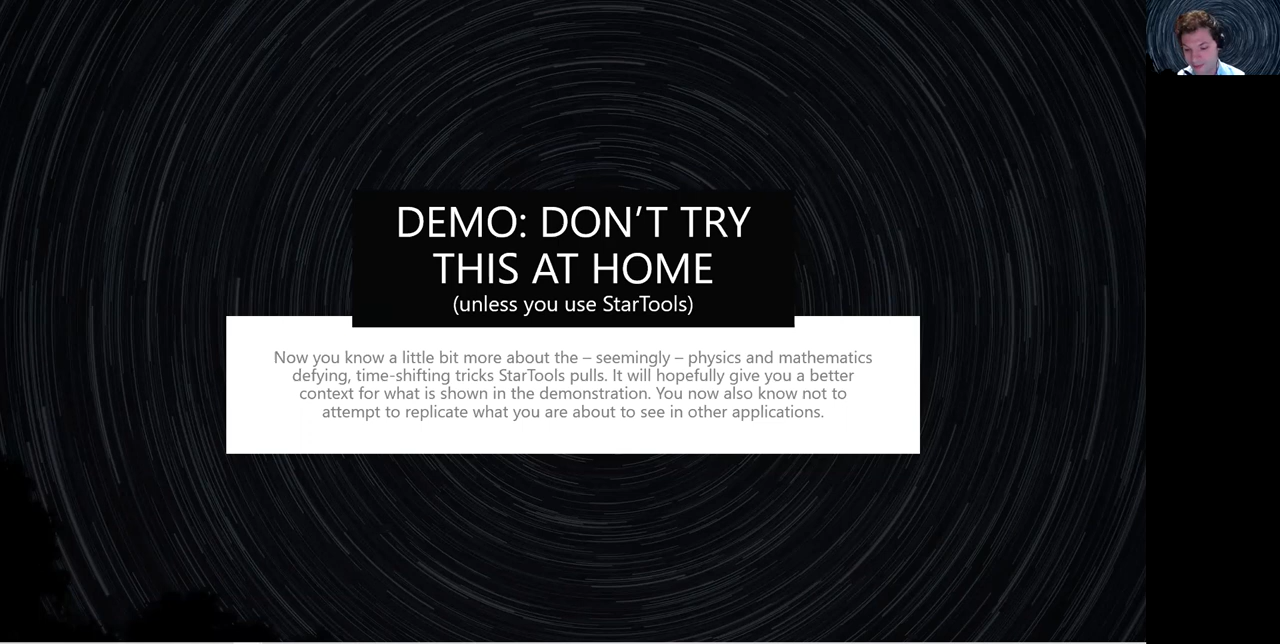 DEMO: DON’T TRY
THIS AT HOME
(unless you use StarTools)
Now you know a little bit more about the – seemingly – physics and mathematics
defying, time-shifting tricks StarTools pulls. It will hopefully give you a better
context for what is shown in the demonstration. You now also know not to
attempt to replicate what you are about to see in other applications.